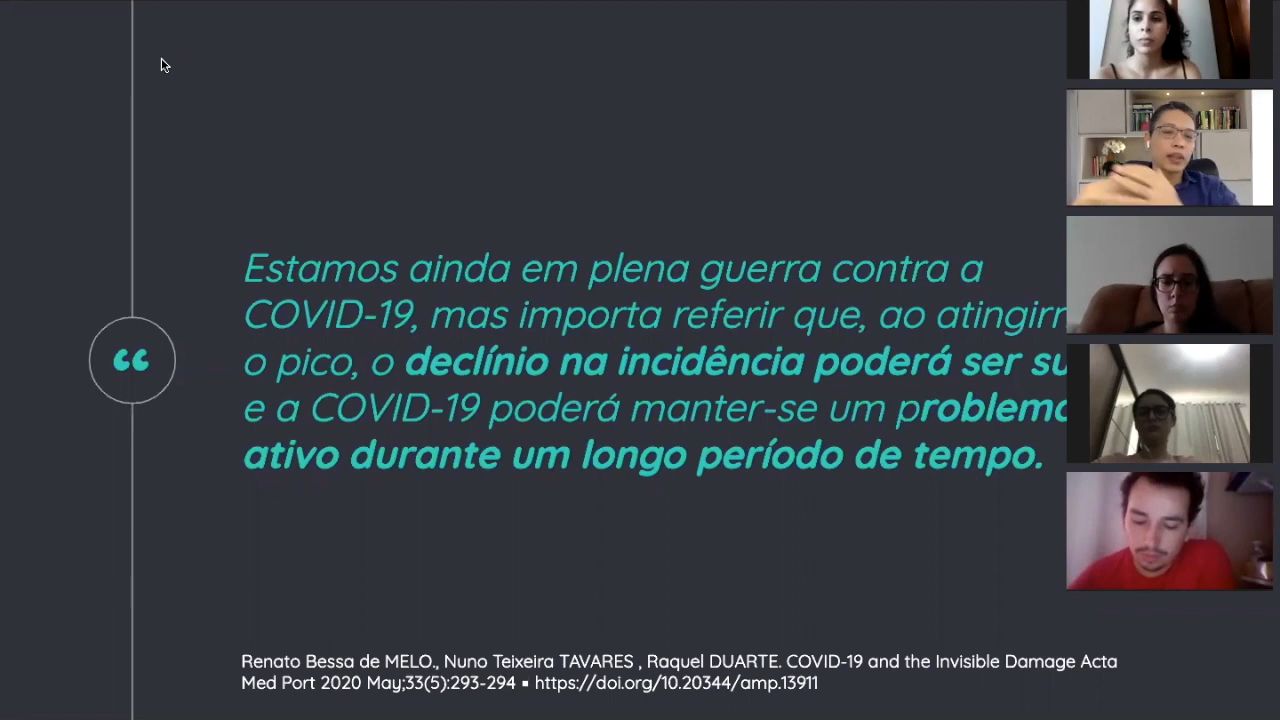 “
Estamos ainda em plena guerra contra a
COVID-19, mas importa referir que, ao
o pico, o declínio na incidência poderá ser
e a COVID-19 poderá manter-se um problema
ativo durante um longo período de tempo.
Renato Bessa de MELO., Nuno Teixeira TAVARES , Raquel DUARTE. COVID-19 and the Invisible Damage Acta
Med Port 2020 May;33(5):293-294 ▪ https://doi.org/10.20344/amp.13911